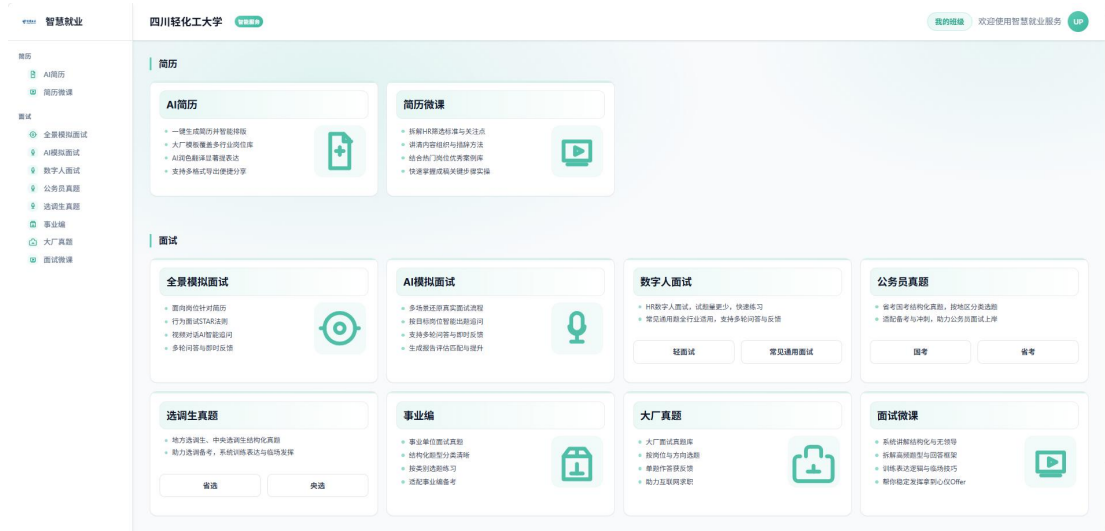 智慧就业
四川轻化工大学
智能服务
我的班级
欢迎使用智慧就业服务
UP
简历
AI简历
简历微课
面试
全景模拟面试
AI模拟面试
数字人面试
公务员真题
选调生真题
事业编
大厂真题
面试微课
简历
AI简历
一键生成简历并智能排版
大厂模板覆盖多行业岗位库
AI润色翻译显著提表达
支持多格式导出便捷分享
简历微课
拆解HR筛选标准与关注点
讲清内容组织与措辞方法
结合热门岗位优秀案例库
快速掌握成稿关键步骤实操
面试
全景模拟面试
面向岗位针对简历
行为面试STAR法则
视频对话AI智能追问
多轮问答与即时反馈
AI模拟面试
多场景还原真实面试流程
按目标岗位智能出题追问
支持多轮问答与即时反馈
生成报告评估匹配与提升
数字人面试
HR数字人面试，试题量更少，快速练习
常见通用题全行业适用，支持多轮问答与反馈
轻面试
常见通用面试
公务员真题
省考国考结构化真题，按地区分类选题
适配备考与冲刺，助力公务员面试上岸
国考
省考
选调生真题
地方选调生、中央选调生结构化真题
助力选调备考，系统训练表达与临场发挥
省选
央选
事业编
事业单位面试真题
结构化题型分类清晰
按类别选题练习
适配事业编备考
大厂真题
大厂面试真题库
按岗位与方向选题
单题作答获反馈
助力互联网求职
面试微课
系统讲解结构化与无领导
拆解高频题型与回答框架
训练表达逻辑与临场技巧
帮你稳定发挥拿到心仪Offer